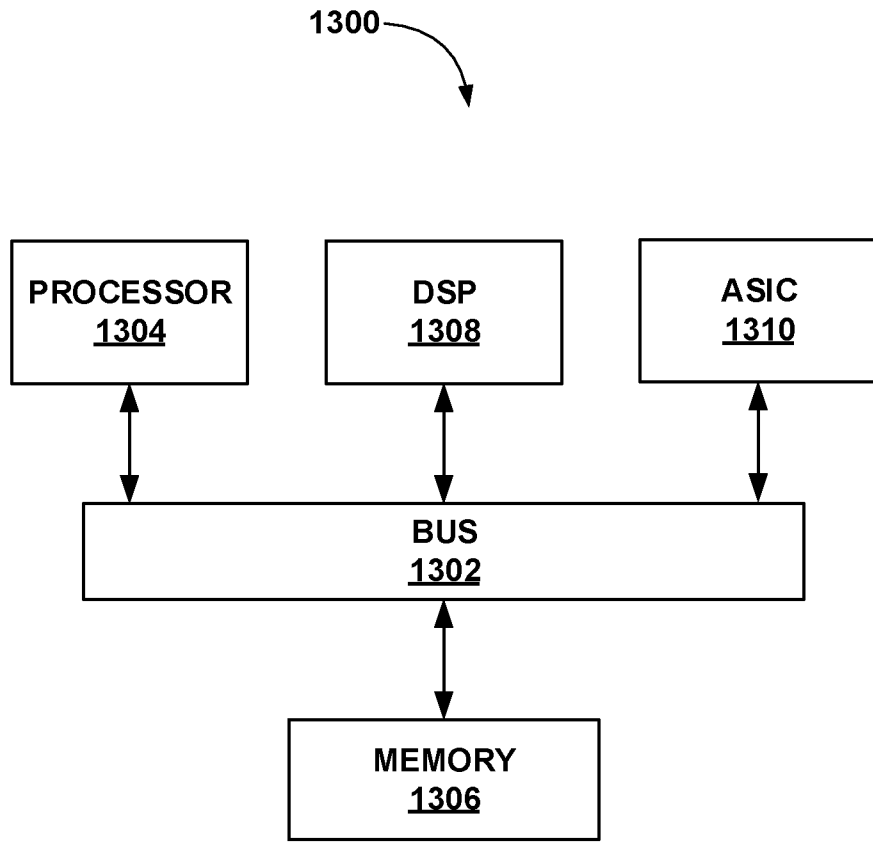 1300
PROCESSOR
1304
DSP
1308
ASIC
1310
BUS
1302
MEMORY
1306